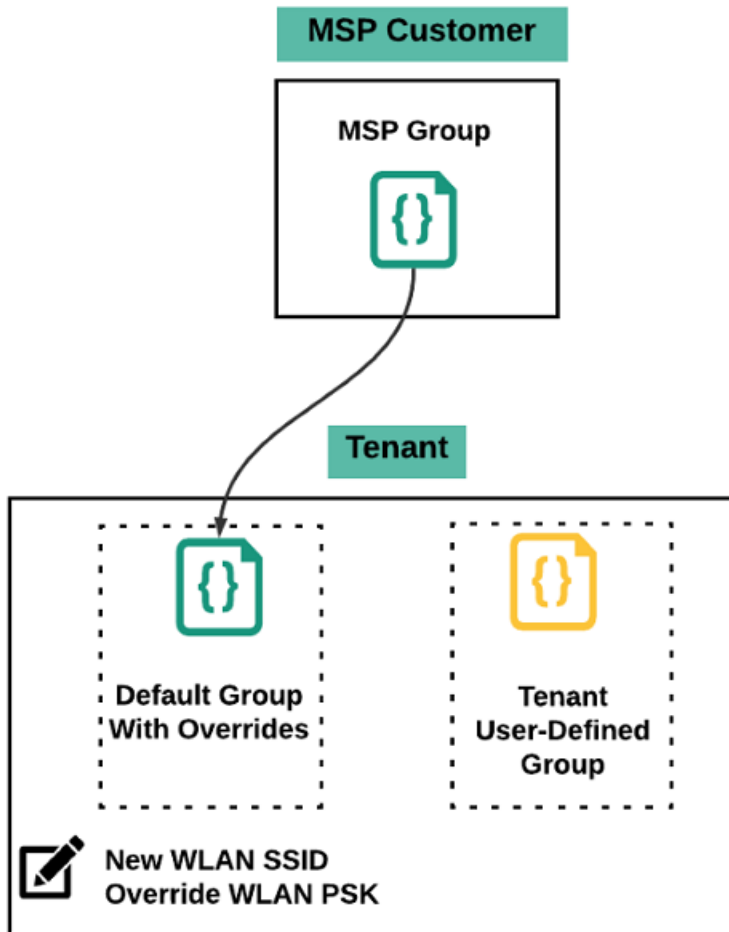 MSP Customer
MSP Group
{}
Tenant
{}
{}
Default Group
With Overrides
Tenant
User-Defined
Group
New WLAN SSID
Override WLAN PSK